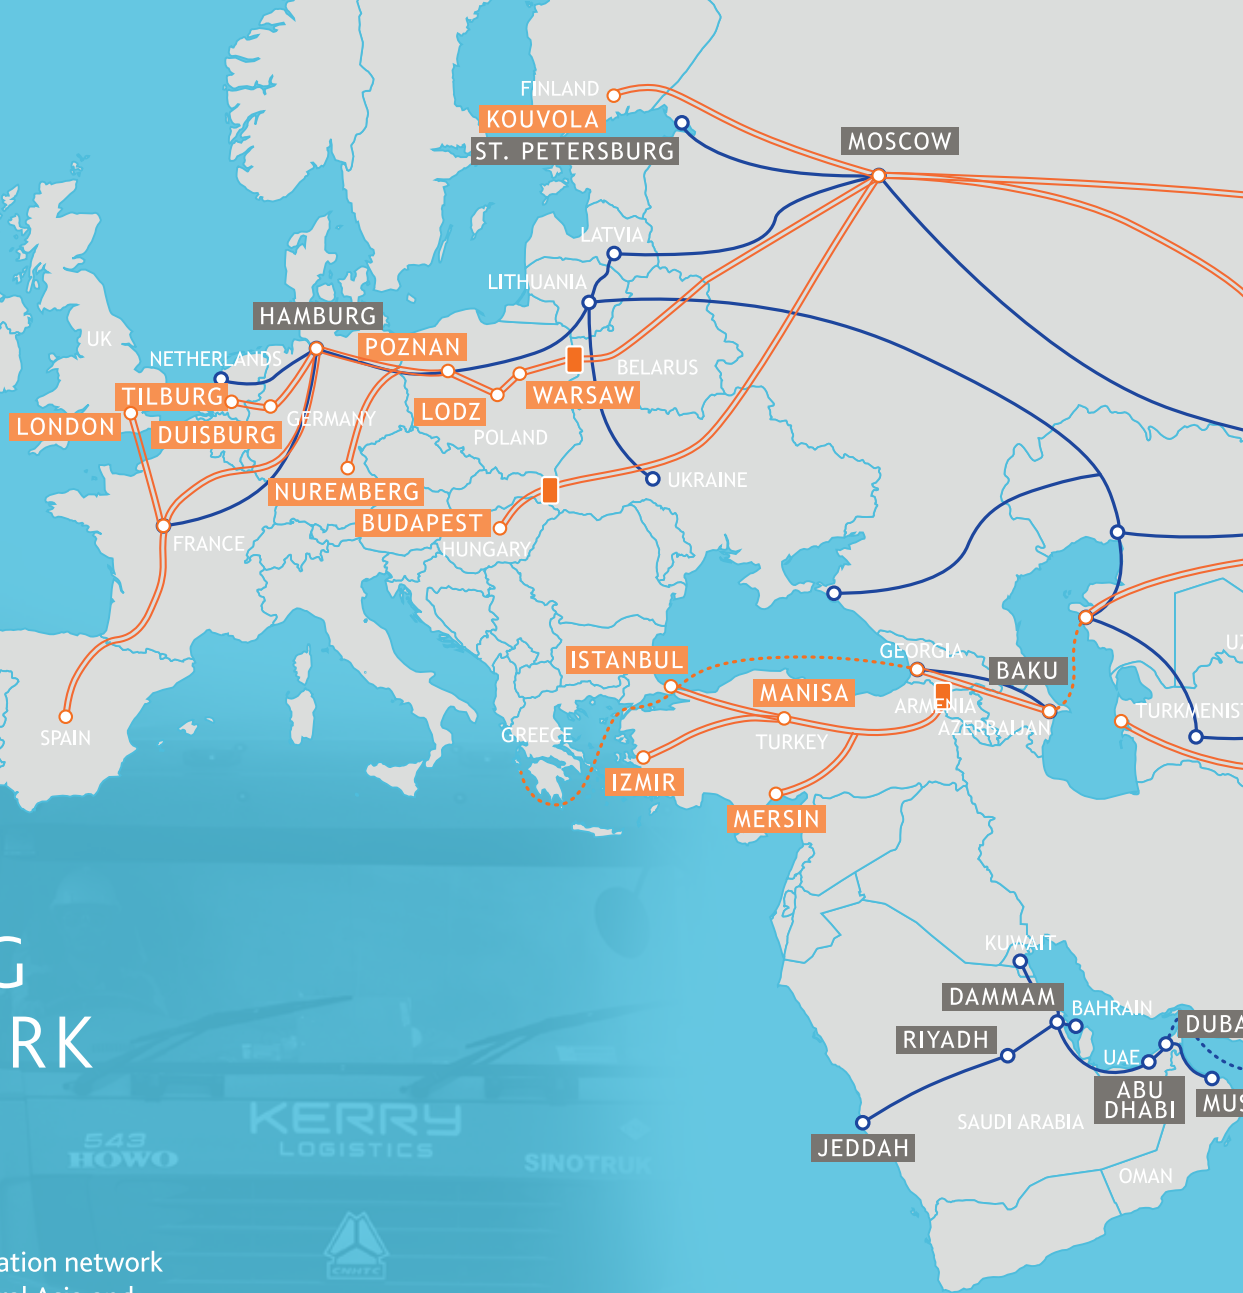 FINLAND
KOUVOLA
ST. PETERSBURG
MOSCOW
LATVIA
LITHUANIA
HAMBURG
UK
POZNAN
NETHERLANDS
BELARUS
TILBURG
WARSAW
LONDON
LODZ
GERMANY
DUISBURG
POLAND
UKRAINE
NUREMBERG
BUDAPEST
FRANCE
HUNGARY
GEORGIA
UZ
ISTANBUL
BAKU
MANISA
ARMENIA
TURKMENIST
SPAIN
GREECE
TURKEY
AZERBAIJAN
IZMIR
MERSIN
G
KUWAIT
DAMMAM
BAHRAIN
DUBA
RK
RIYADH
UAE
ABU
DHABI
MUS
KERRY
LOGISTICS
SAUDI ARABIA
543
HOWO
JEDDAH
SINOTRUK
OMAN
ation network
CNHTC